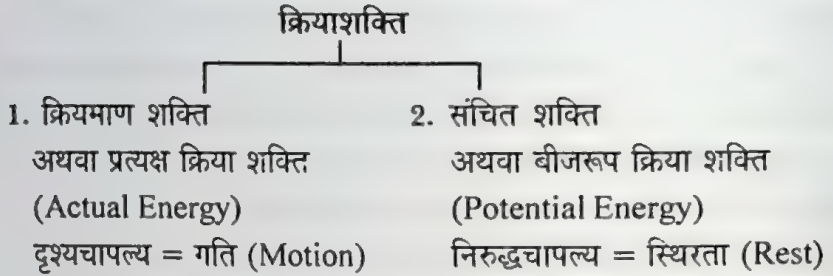 क्रियाशक्ति
1. क्रियमाण शक्ति
अथवा प्रत्यक्ष क्रिया शक्ति
(Actual Energy)
दृश्यचापल्य = गति (Motion)
2. संचित शक्ति
अथवा बीजरूप क्रिया शक्ति
(Potential Energy)
निरुद्धचापल्य = स्थिरता (Rest)